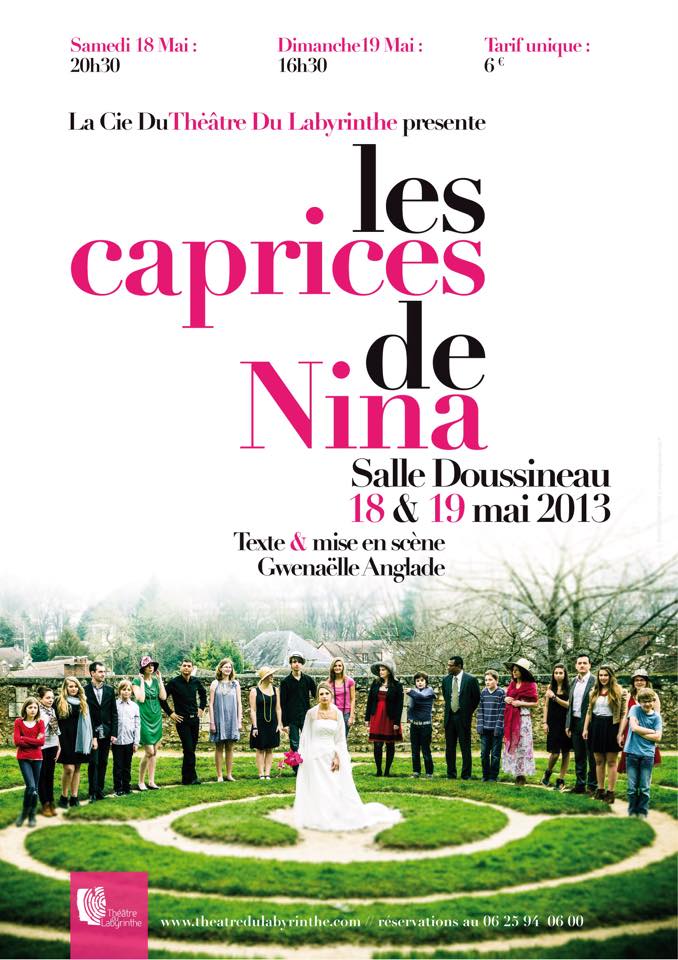 Samedi 18 Mai :
20h30
Dimanche19 Mai :
16h30
Tarif unique :
6 €
La Cie DuThéâtre Du Labyrinthe presente
les
caprices
de
Nina
Salle Doussineau
18 & 19 mai 2013
Texte & mise en scène
Gwenaëlle Anglade
Théâtre
du
Labyrinthe
www.theatredulabyrinthe.com // réservations au 06 25 94 06 00